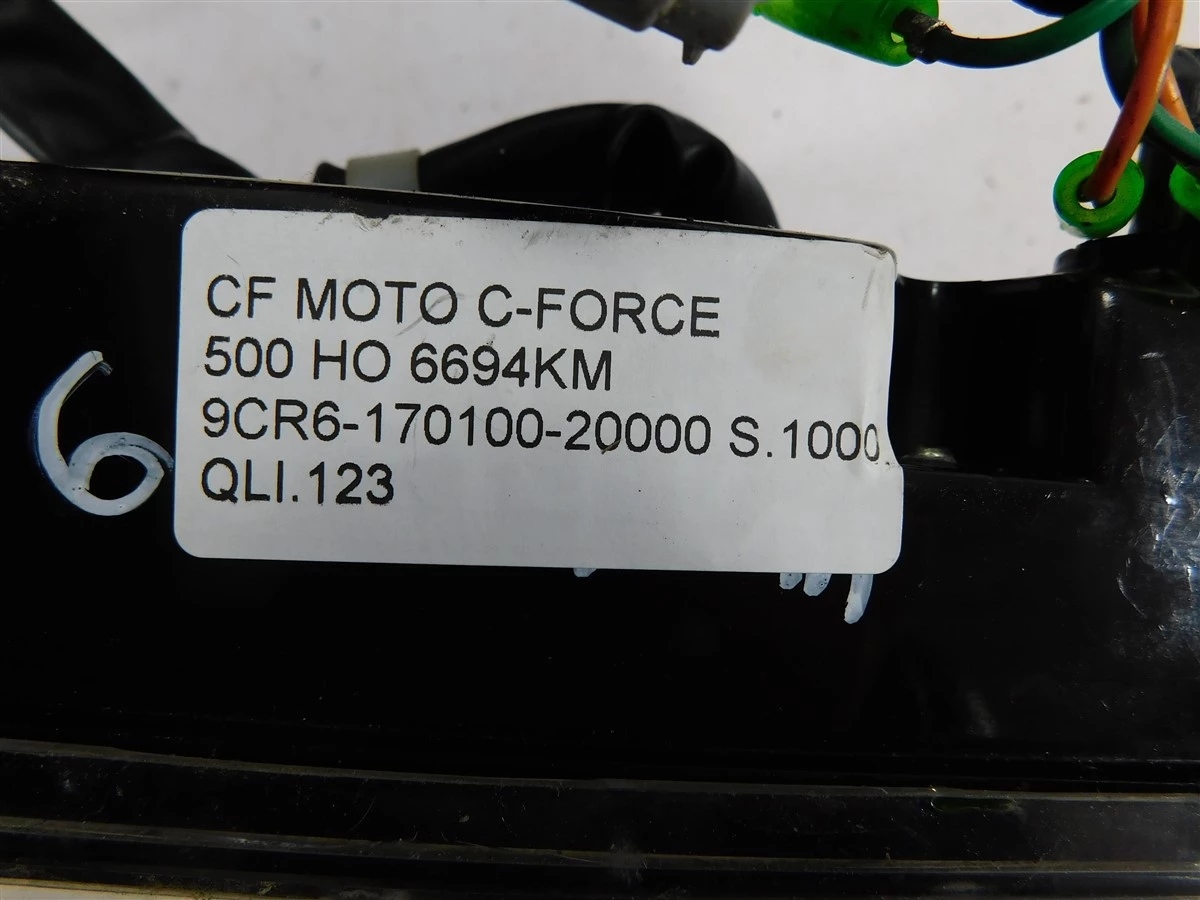 CF MOTO C-FORCE
500 HO 6694KM
9CR6-170100-20000 S.1000
QLI.123
6